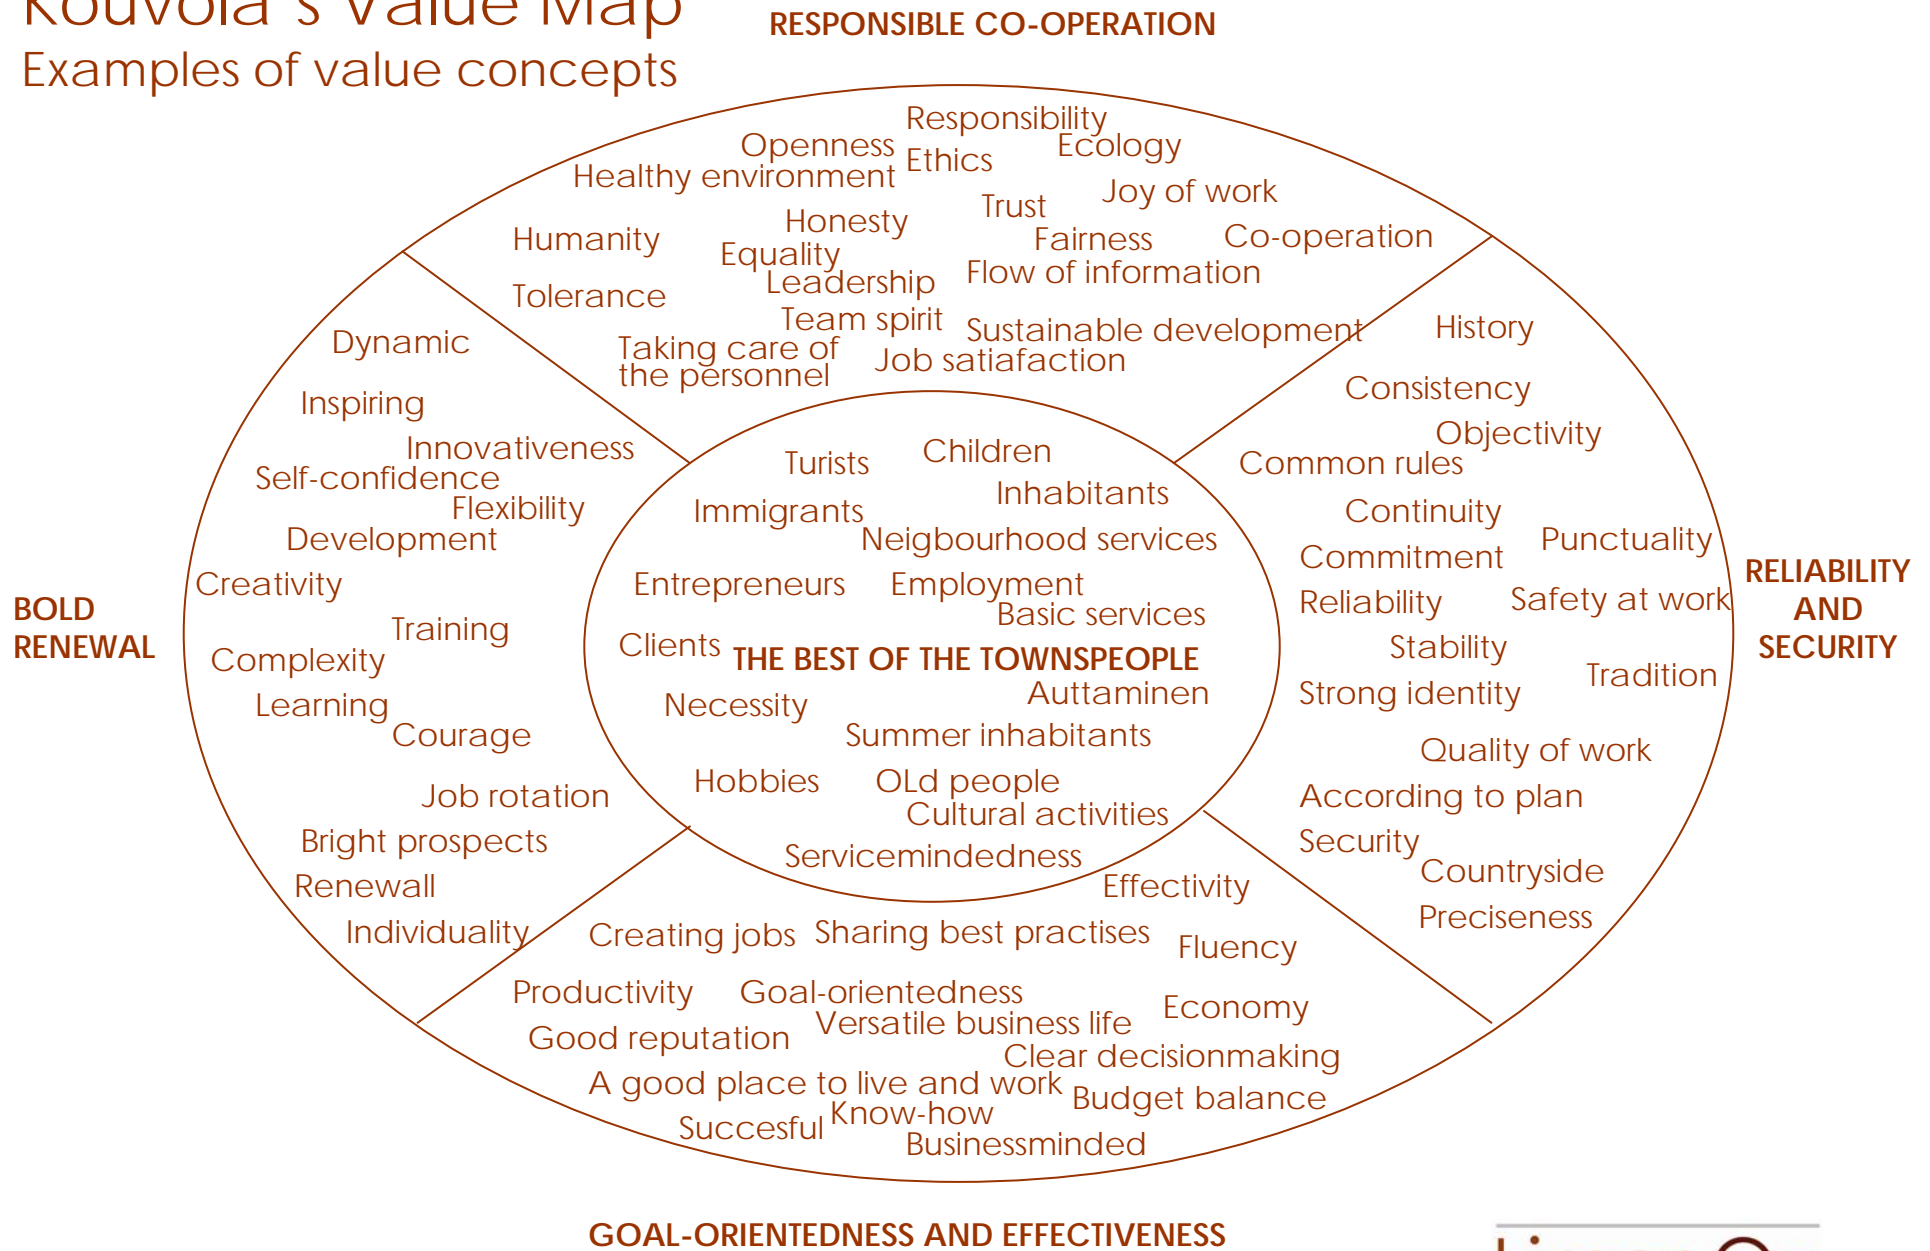 Kouvola´s Value Map
Examples of value concepts
RESPONSIBLE CO-OPERATION
Responsibility
Openness
Ethics
Ecology
Healthy environment
Joy of work
Trust
Honesty
Humanity
Fairness
Co-operation
Equality
Leadership
Flow of information
Tolerance
Team spirit
Sustainable development
Taking care of
the personnel
Job satiafaction
BOLD
RENEWAL
Dynamic
Inspiring
Innovativeness
Self-confidence
Flexibility
Development
Creativity
Training
Complexity
Learning
Courage
Job rotation
Bright prospects
Renewall
Individuality
Turists
Children
Inhabitants
Immigrants
Neigbourhood services
Entrepreneurs
Employment
Basic services
Clients
THE BEST OF THE TOWNSPEOPLE
Auttaminen
Necessity
Summer inhabitants
Hobbies
OLd people
Cultural activities
Servicemindedness
History
Consistency
Objectivity
Common rules
Continuity
Punctuality
Commitment
Reliability
Safety at work
Stability
Tradition
Strong identity
Quality of work
According to plan
Security
Countryside
Preciseness
RELIABILITY
AND
SECURITY
Effectivity
Creating jobs
Sharing best practises
Fluency
Productivity
Goal-orientedness
Economy
Versatile business life
Good reputation
Clear decisionmaking
A good place to live and work
Budget balance
Know-how
Succesful
Businessminded
GOAL-ORIENTEDNESS AND EFFECTIVENESS